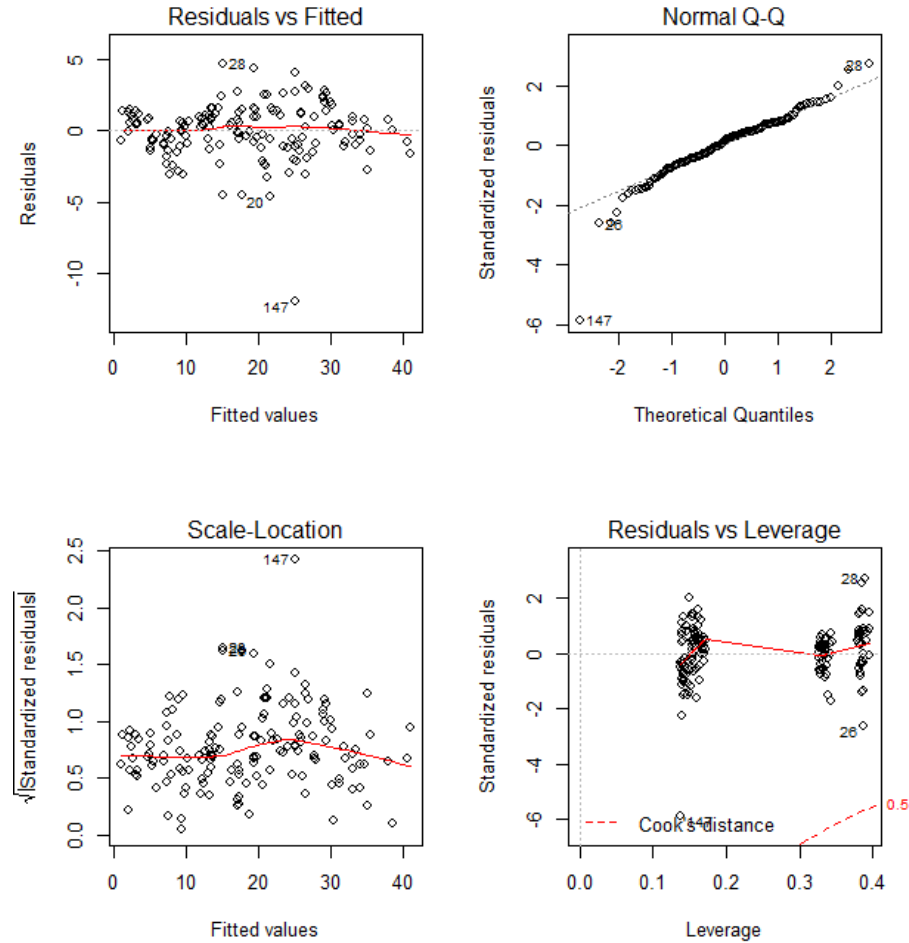 Residuals vs Fitted
Residuals
5
0
-5
-10
28
20
147
0 10 20 30 40
Fitted values
Normal Q-Q
Standardized residuals
2
0
-2
-4
-6
28
26
147
-2 -1 0 1 2
Theoretical Quantiles
Scale-Location
√|Standardized residuals|
2.5
2.0
1.5
1.0
0.5
0.0
147
28
0 10 20 30 40
Fitted values
Residuals vs Leverage
Standardized residuals
2
0
-2
-4
-6
28
26
147
Cook's distance
0.5
0.0 0.1 0.2 0.3 0.4
Leverage